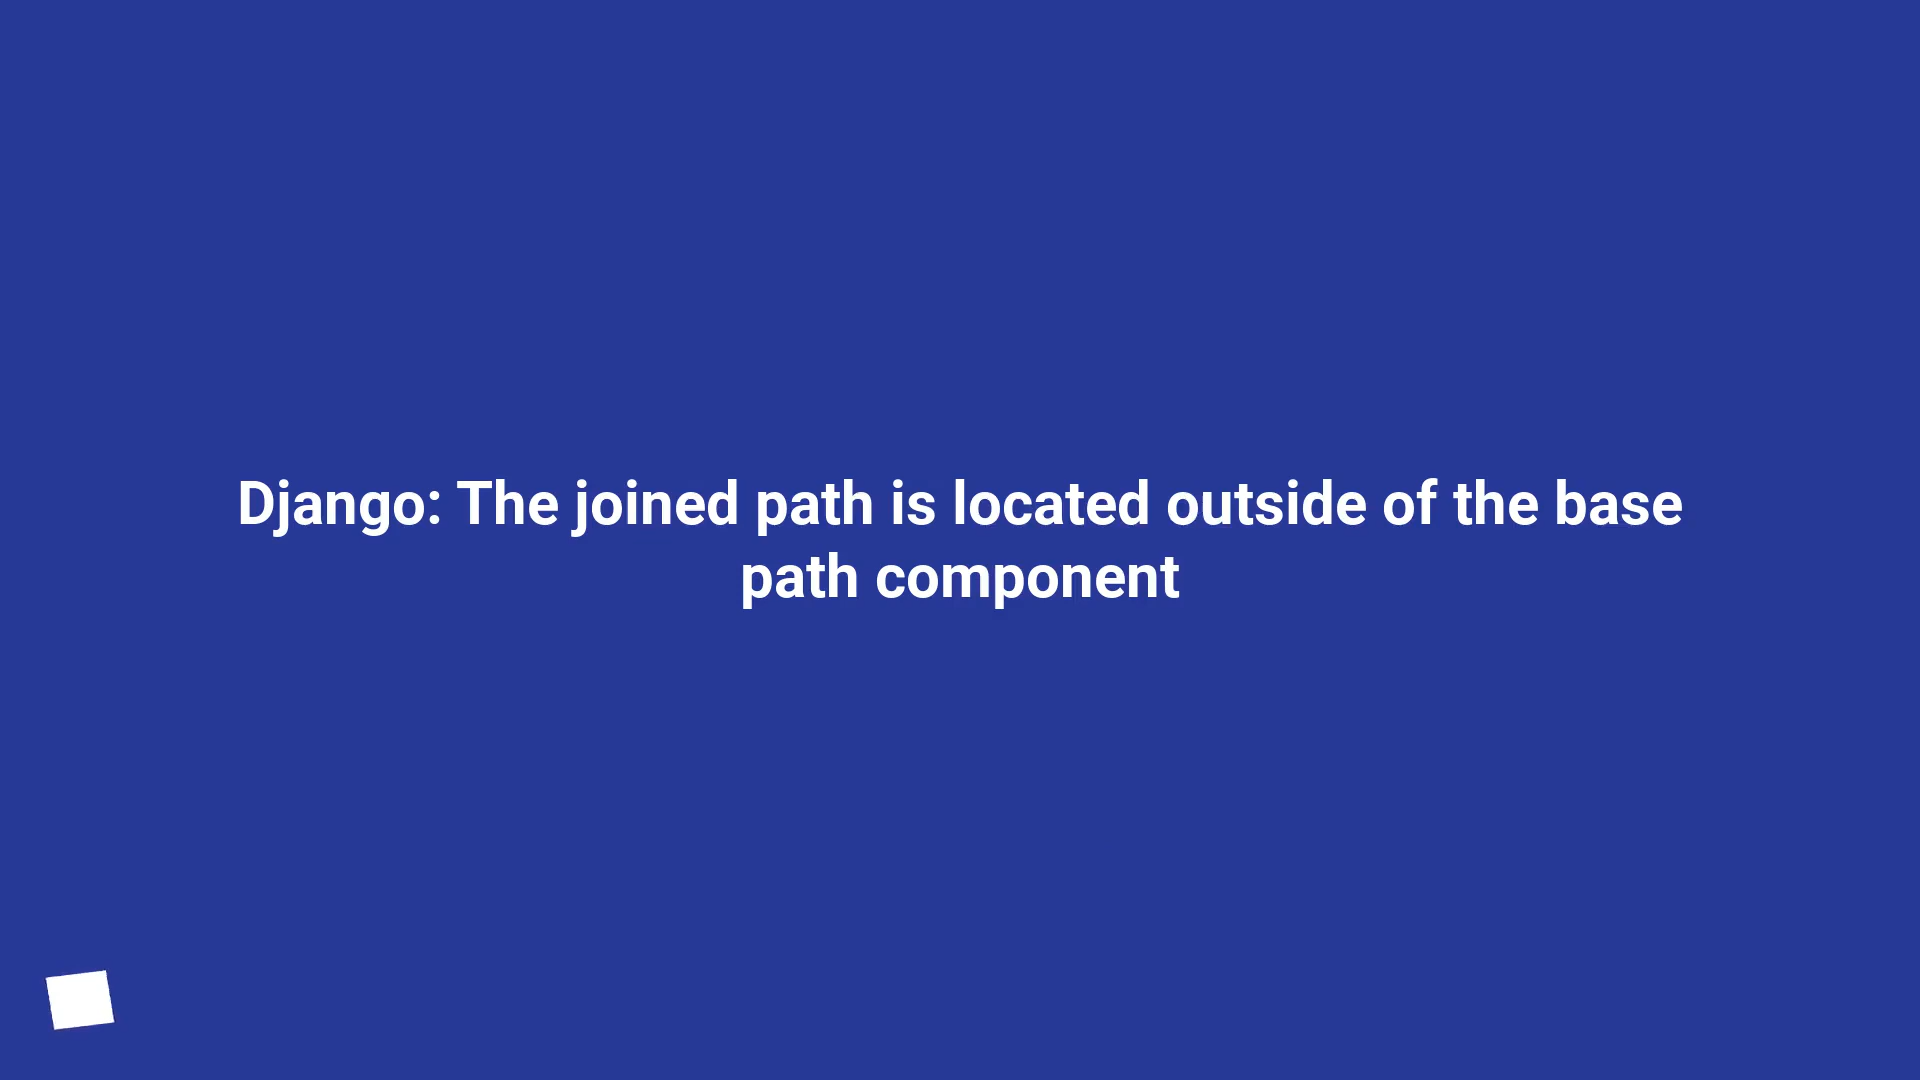 Django: The joined path is located outside of the base
path component